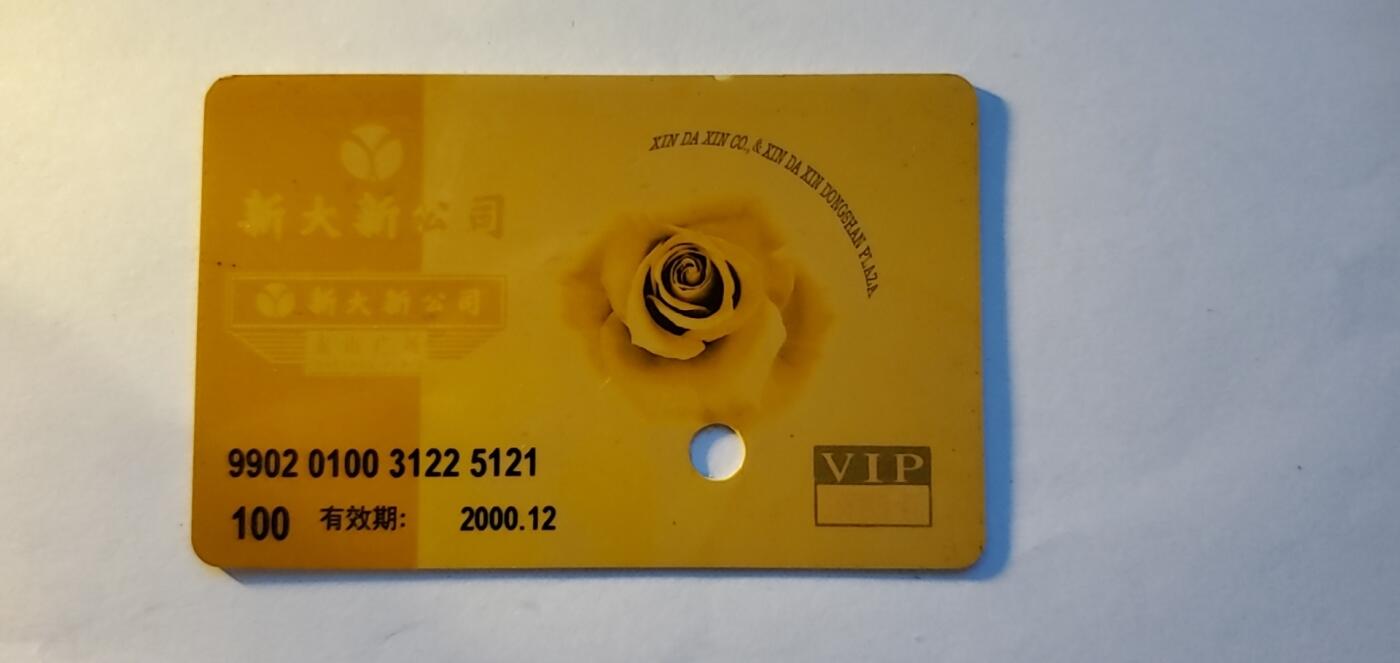 新大新公司
新大新公司
XIN DA XIN CO., & XIN DA XIN DONGSHAN PLAZA
9902 0100 3122 5121
100 有效期: 2000.12
VIP